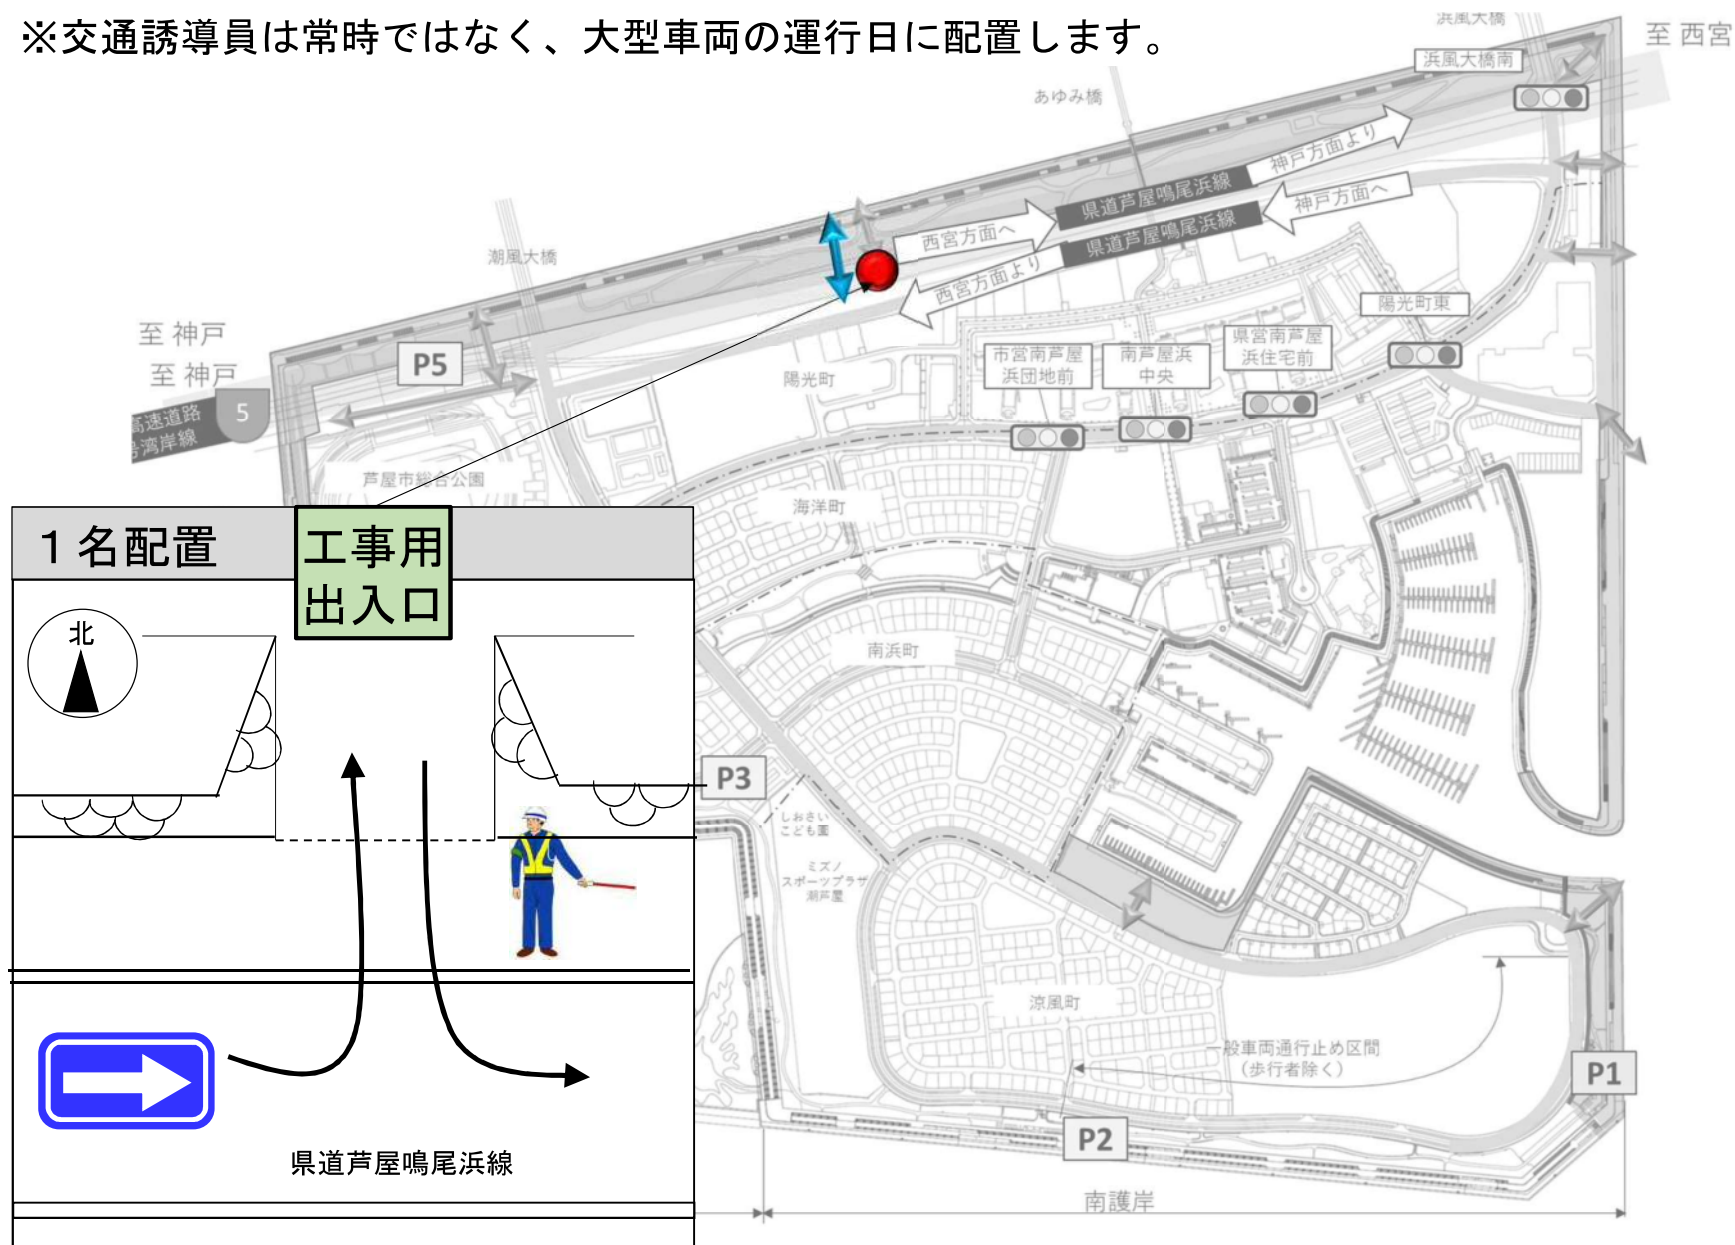 ※交通誘導員は常時ではなく、大型車両の運行日に配置します。
浜風大橋
至 西宮
浜風大橋南
あゆみ橋
神戸方面より
県道芦屋鳴尾浜線
神戸方面へ
西宮方面へ
県道芦屋鳴尾浜線
西宮方面より
潮風大橋
陽光町東
至 神戸
県営南芦屋
浜住宅前
市営南芦屋
浜団地前
南芦屋浜
中央
P5
至 神戸
陽光町
5
高速道路
号湾岸線
芦屋市総合公園
海洋町
1名配置
工事用
出入口
北
南浜町
P3
しおさい
こども園
ミズノ
スポーツプラザ
潮芦屋
涼風町
一般車両通行止め区間
(歩行者除く)
P1
P2
県道芦屋鳴尾浜線
南護岸